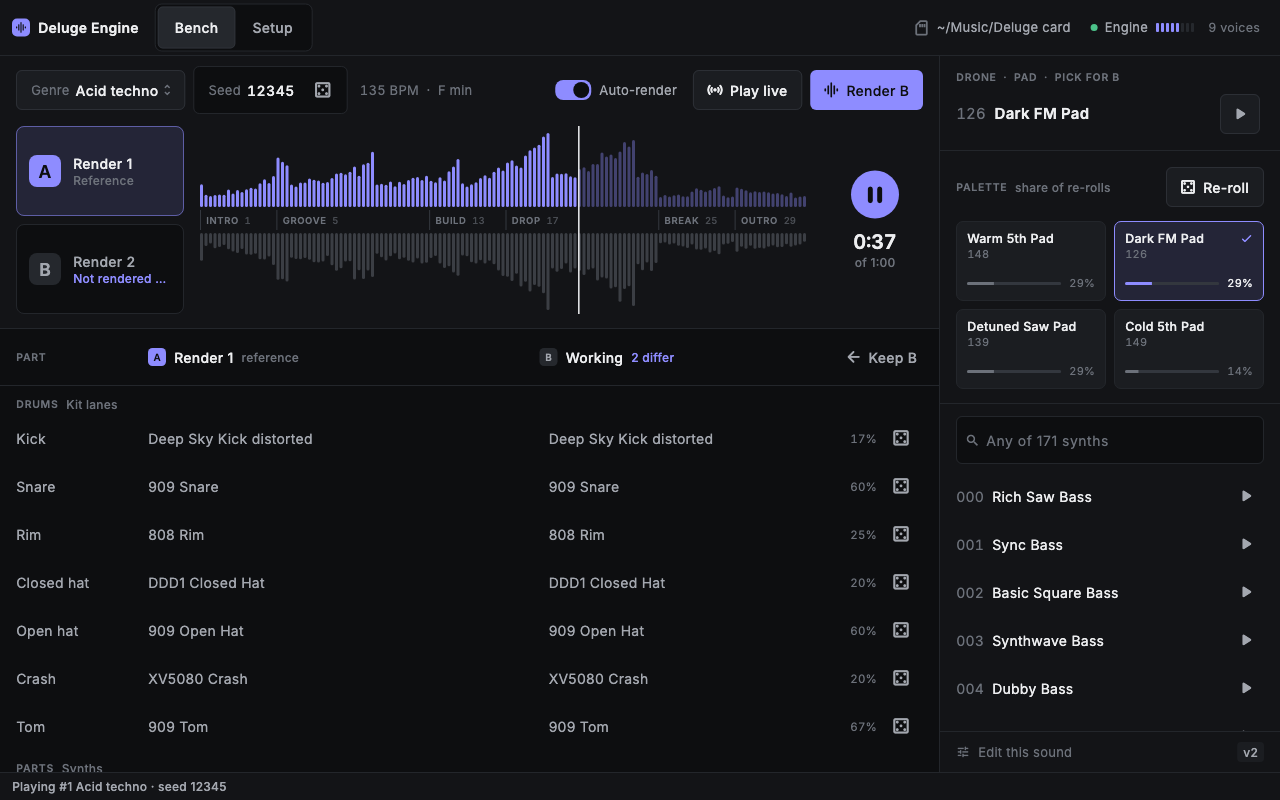 Deluge Engine
Bench
Setup
~/Music/Deluge card
Engine
9 voices
Genre Acid techno
Seed 12345
135 BPM · F min
Auto-render
Play live
Render B
A
Render 1
Reference
B
Render 2
Not rendered ...
INTRO 1
GROOVE 5
BUILD 13
DROP 17
BREAK 25
OUTRO 29
0:37
of 1:00
PART
A Render 1 reference
B Working 2 differ
Keep B
DRUMS Kit lanes
Kick Deep Sky Kick distorted Deep Sky Kick distorted 17%
Snare 909 Snare 909 Snare 60%
Rim 808 Rim 808 Rim 25%
Closed hat DDD1 Closed Hat DDD1 Closed Hat 20%
Open hat 909 Open Hat 909 Open Hat 60%
Crash XV5080 Crash XV5080 Crash 20%
Tom 909 Tom 909 Tom 67%
PARTS Synths
DRONE · PAD · PICK FOR B
126 Dark FM Pad
PALETTE share of re-rolls
Re-roll
Warm 5th Pad
148
29%
Dark FM Pad
126
29%
Detuned Saw Pad
139
29%
Cold 5th Pad
149
14%
Any of 171 synths
000 Rich Saw Bass
001 Sync Bass
002 Basic Square Bass
003 Synthwave Bass
004 Dubby Bass
Edit this sound
v2
Playing #1 Acid techno · seed 12345